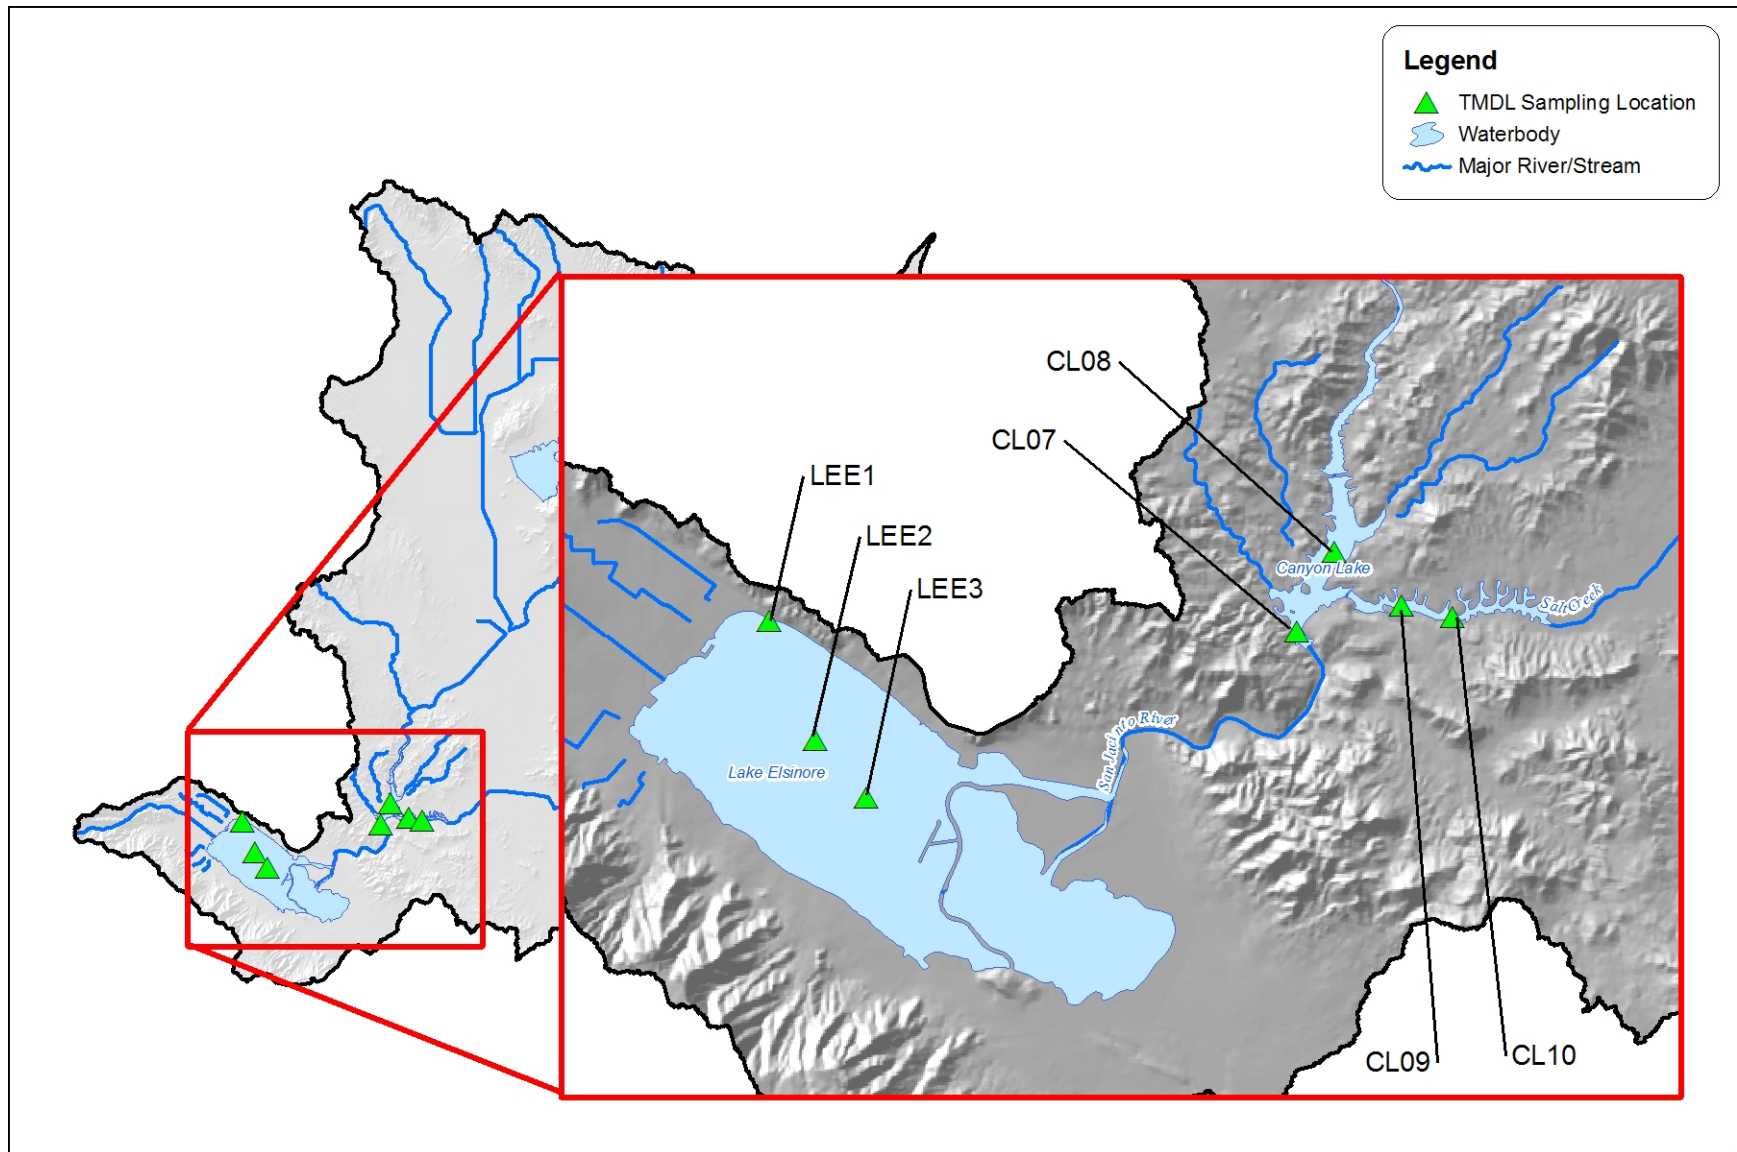 Legend
TMDL Sampling Location
Waterbody
Major River/Stream
CL08
CL07
LEE1
LEE2
LEE3
Canyon Lake
Salt Creek
San Jacinto River
Lake Elsinore
CL09
CL10